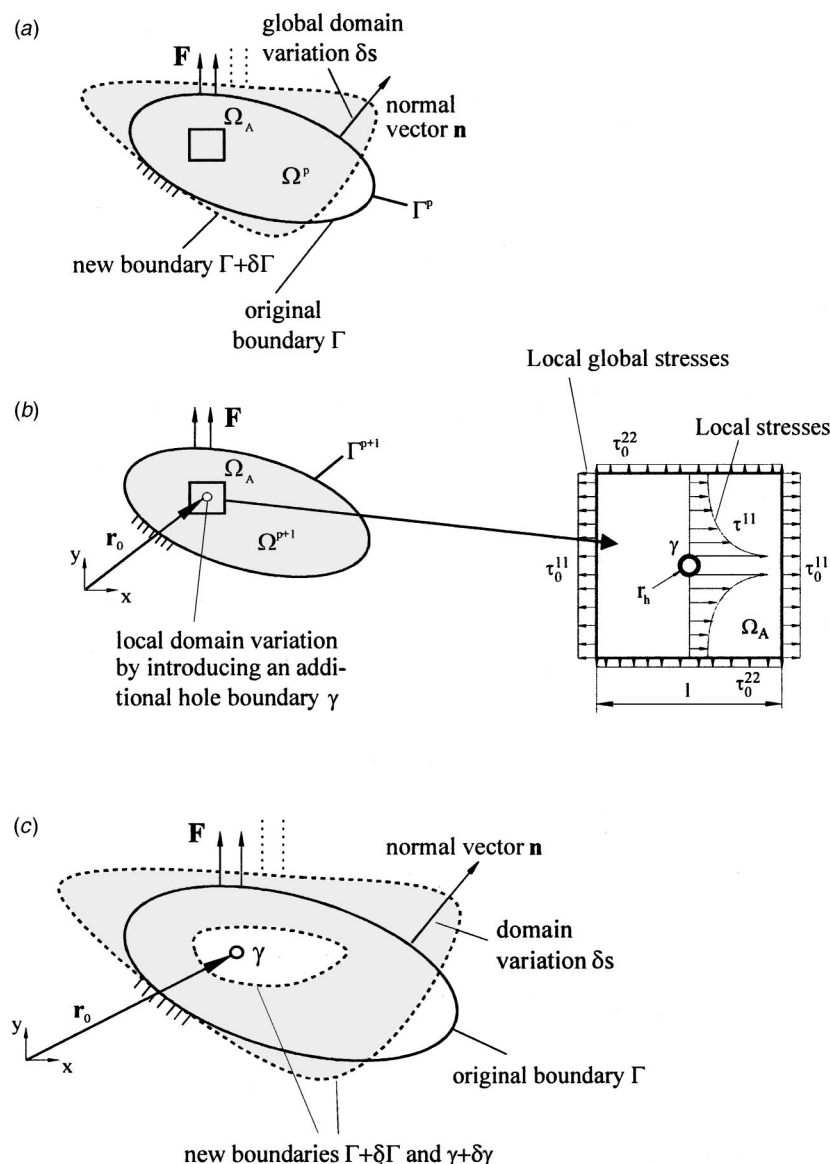 (a)
global domain
variation δs
F
normal
vector n
Ω_A
Ω^p
Γ^p
new boundary Γ+δΓ
original
boundary Γ
Local global stresses
(b)
F
Γ^{p+1}
Ω_A
Ω^{p+1}
r_0
y
x
local domain variation
by introducing an addi-
tional hole boundary γ
τ_0^{22}
Local stresses
τ^{11}
γ
τ_0^{11}
τ_0^{11}
r_h
Ω_A
τ_0^{22}
l
(c)
F
normal vector n
domain
variation δs
γ
r_0
y
x
original boundary Γ
new boundaries Γ+δΓ and γ+δγ